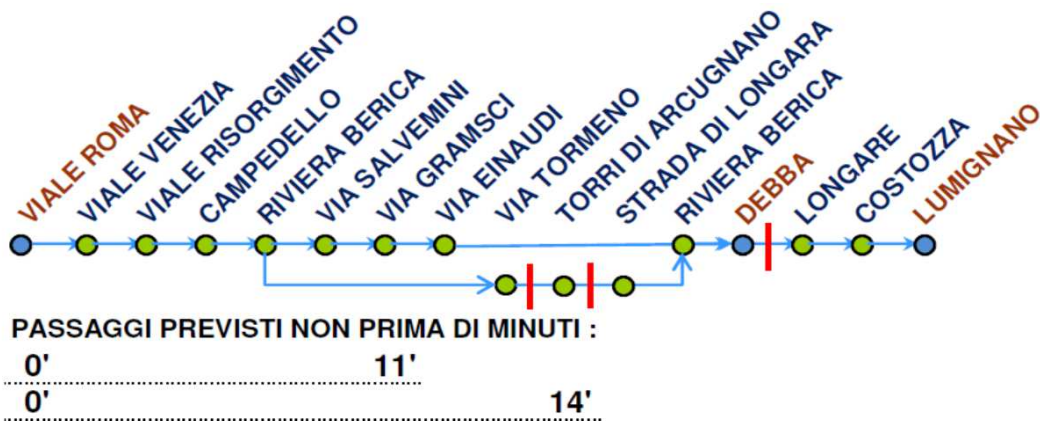 VIALE ROMA
VIALE VENEZIA
VIALE RISORGIMENTO
CAMPEDELLO
RIVIERA BERICA
VIA SALVEMINI
VIA GRAMSCI
VIA EINAUDI
VIA TORMENO
TORRI DI ARCUGNANO
STRADA DI LONGARA
RIVIERA BERICA
DEBBA
LONGARE
COSTOZZA
LUMIGNANO
PASSAGGI PREVISTI NON PRIMA DI MINUTI :
0' 11'
0' 14'